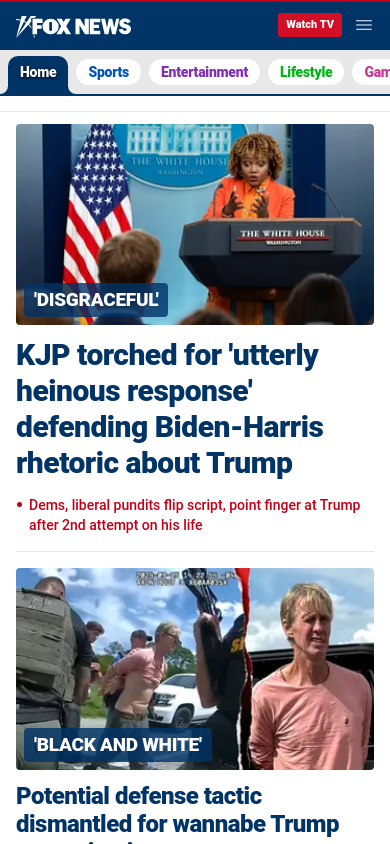 FOX NEWS
Watch TV
Home
Sports
Entertainment
Lifestyle
Gam
THE WHITE HOUSE
WASHINGTON
THE WHITE HOUSE
WASHINGTON
'DISGRACEFUL'
KJP torched for 'utterly
heinous response'
defending Biden-Harris
rhetoric about Trump
• Dems, liberal pundits flip script, point finger at Trump
after 2nd attempt on his life
'BLACK AND WHITE'
Potential defense tactic
dismantled for wannabe Trump